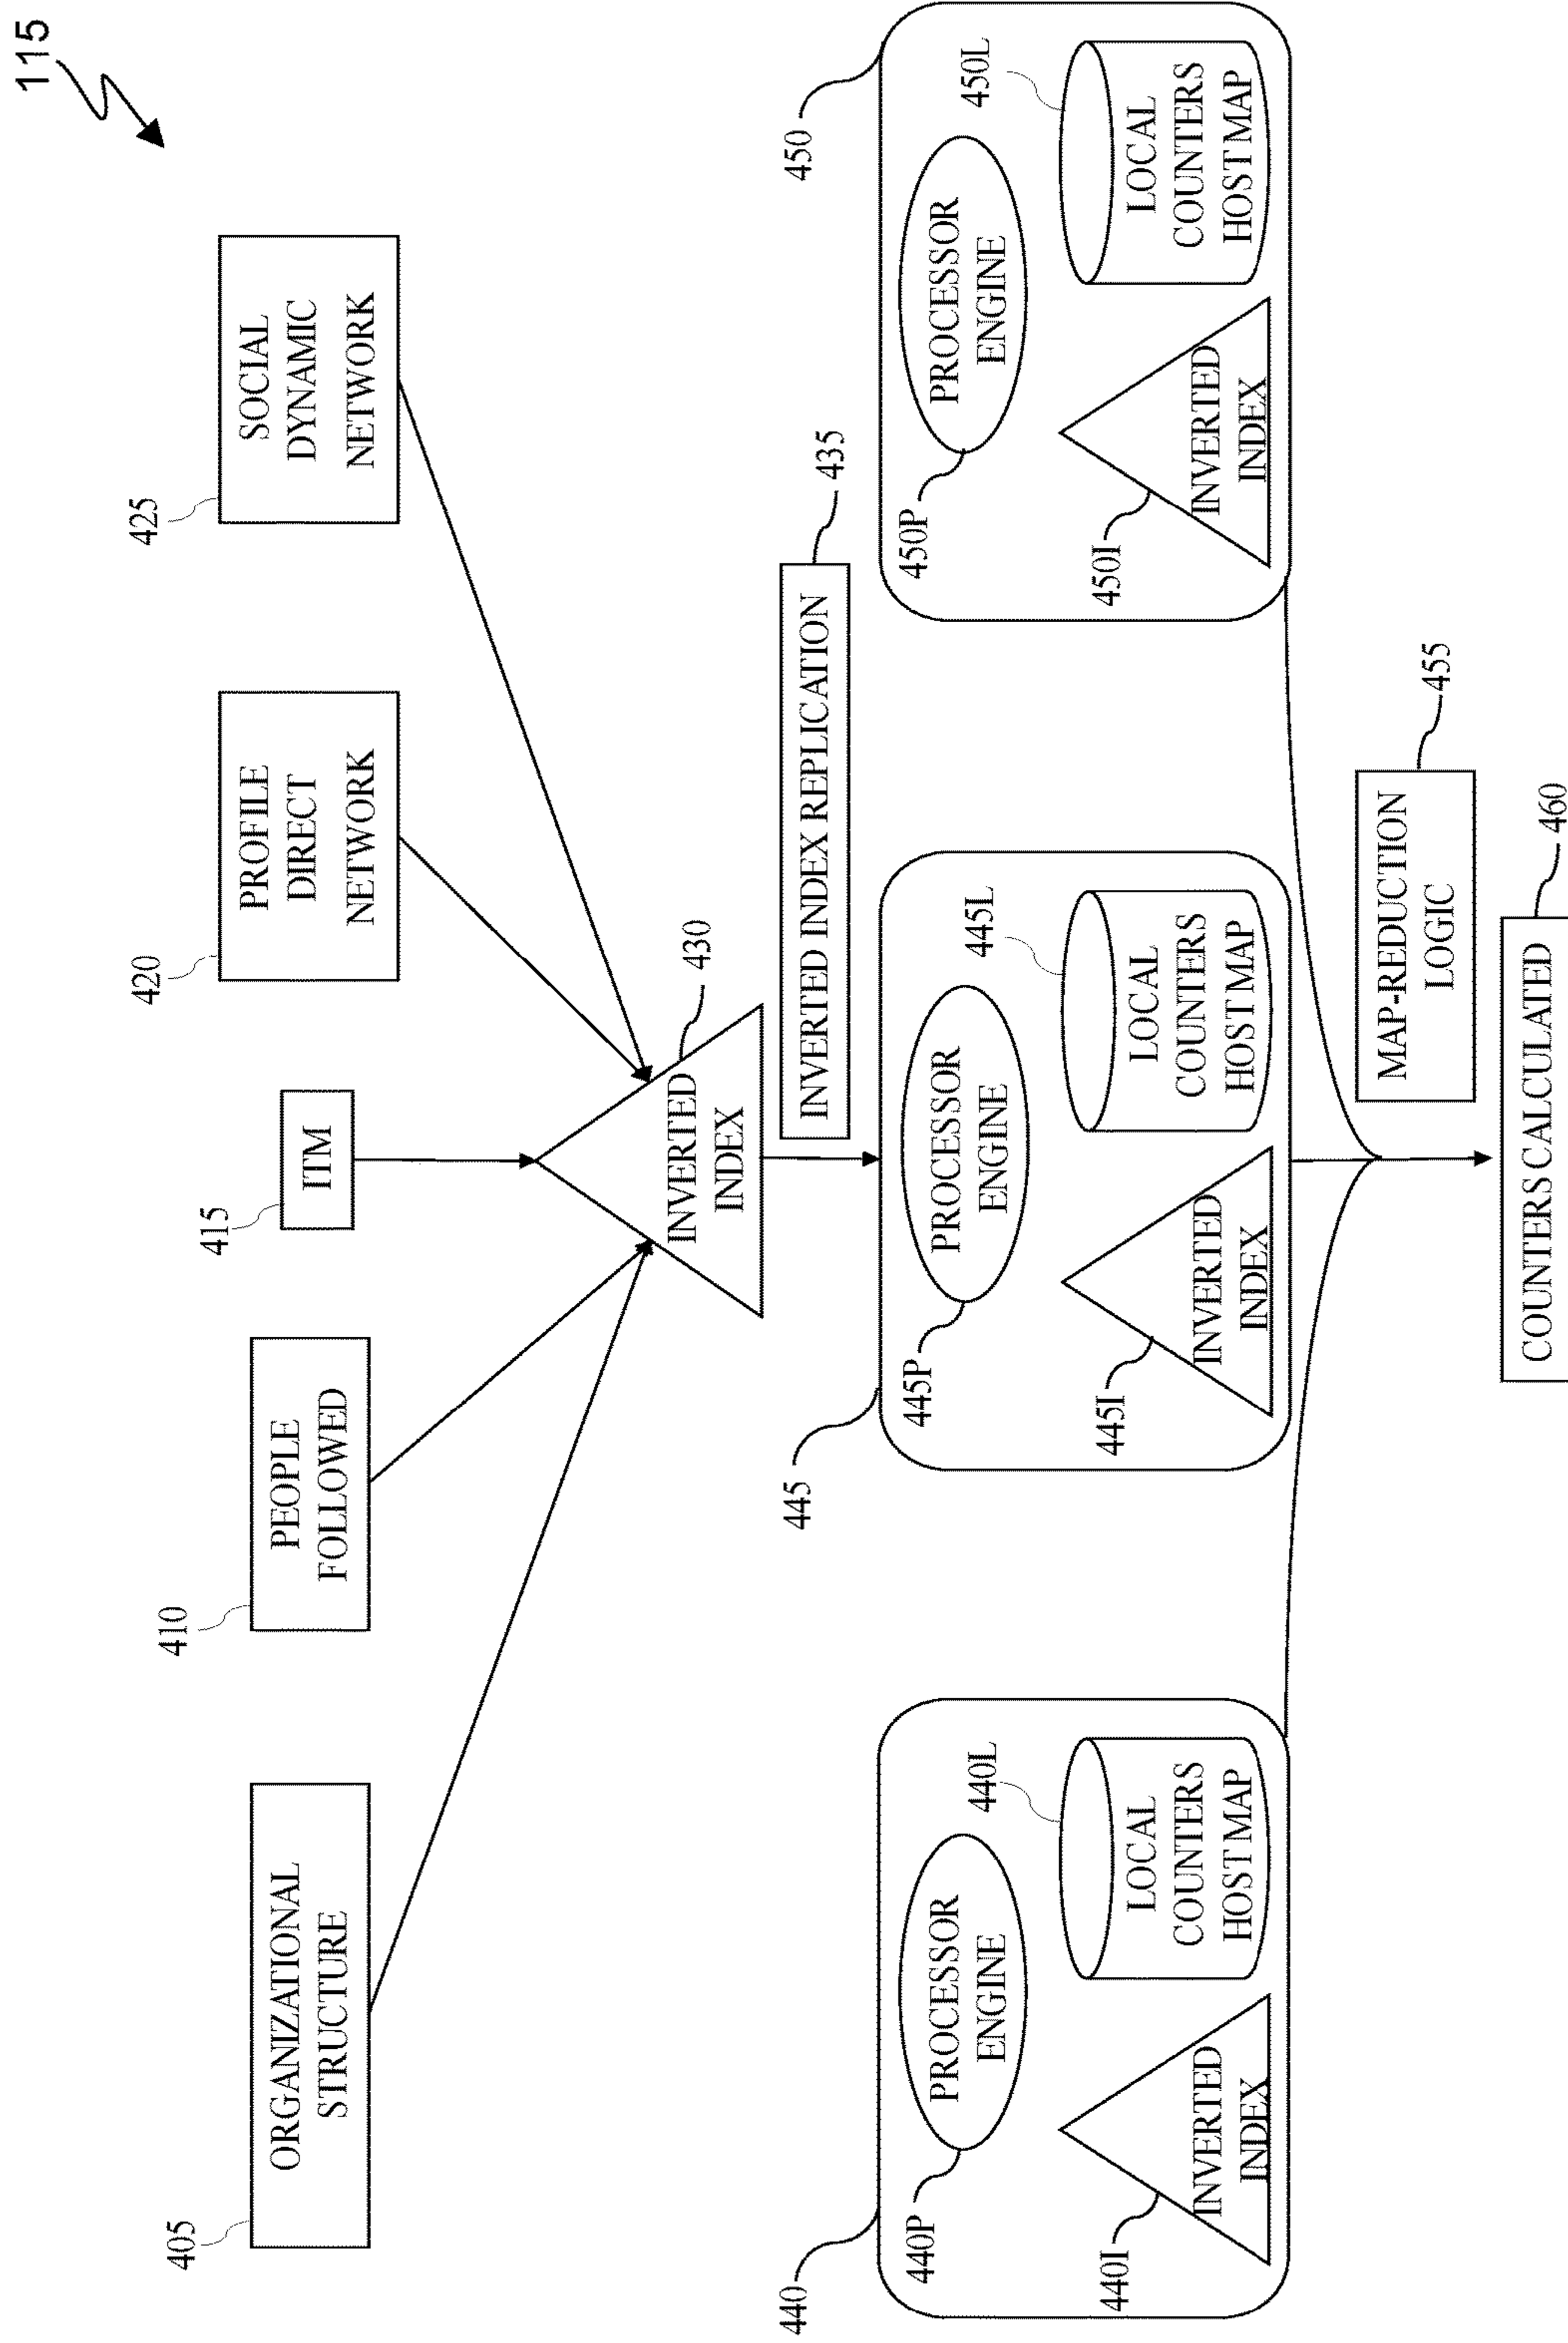 115
405
ORGANIZATIONAL
STRUCTURE
410
PEOPLE
FOLLOWED
415
ITM
420
PROFILE
DIRECT
NETWORK
425
SOCIAL
DYNAMIC
NETWORK
430
INVERTED
INDEX
INVERTED INDEX REPLICATION
435
440
440P
PROCESSOR
ENGINE
440I
INVERTED
INDEX
440L
LOCAL
COUNTERS
HOST MAP
445
445P
PROCESSOR
ENGINE
445I
INVERTED
INDEX
445L
LOCAL
COUNTERS
HOST MAP
450
450P
PROCESSOR
ENGINE
450I
INVERTED
INDEX
450L
LOCAL
COUNTERS
HOST MAP
MAP-REDUCTION
LOGIC
455
COUNTERS CALCULATED
460